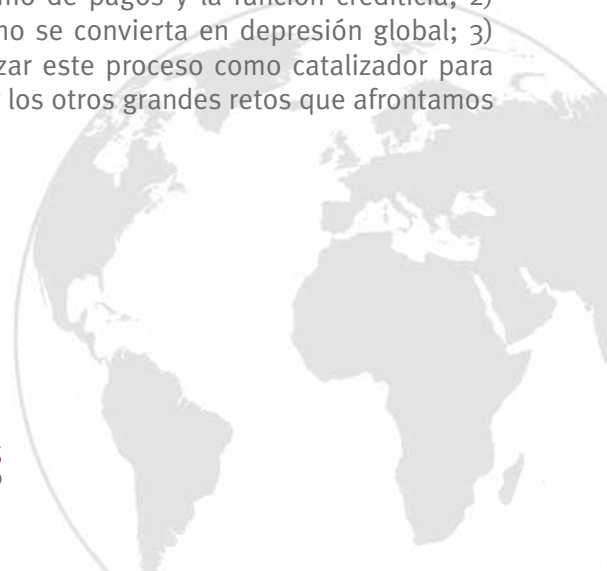 mo de pagos y la función crediticia; 2)
no se convierta en depresión global; 3)
zar este proceso como catalizador para
los otros grandes retos que afrontamos